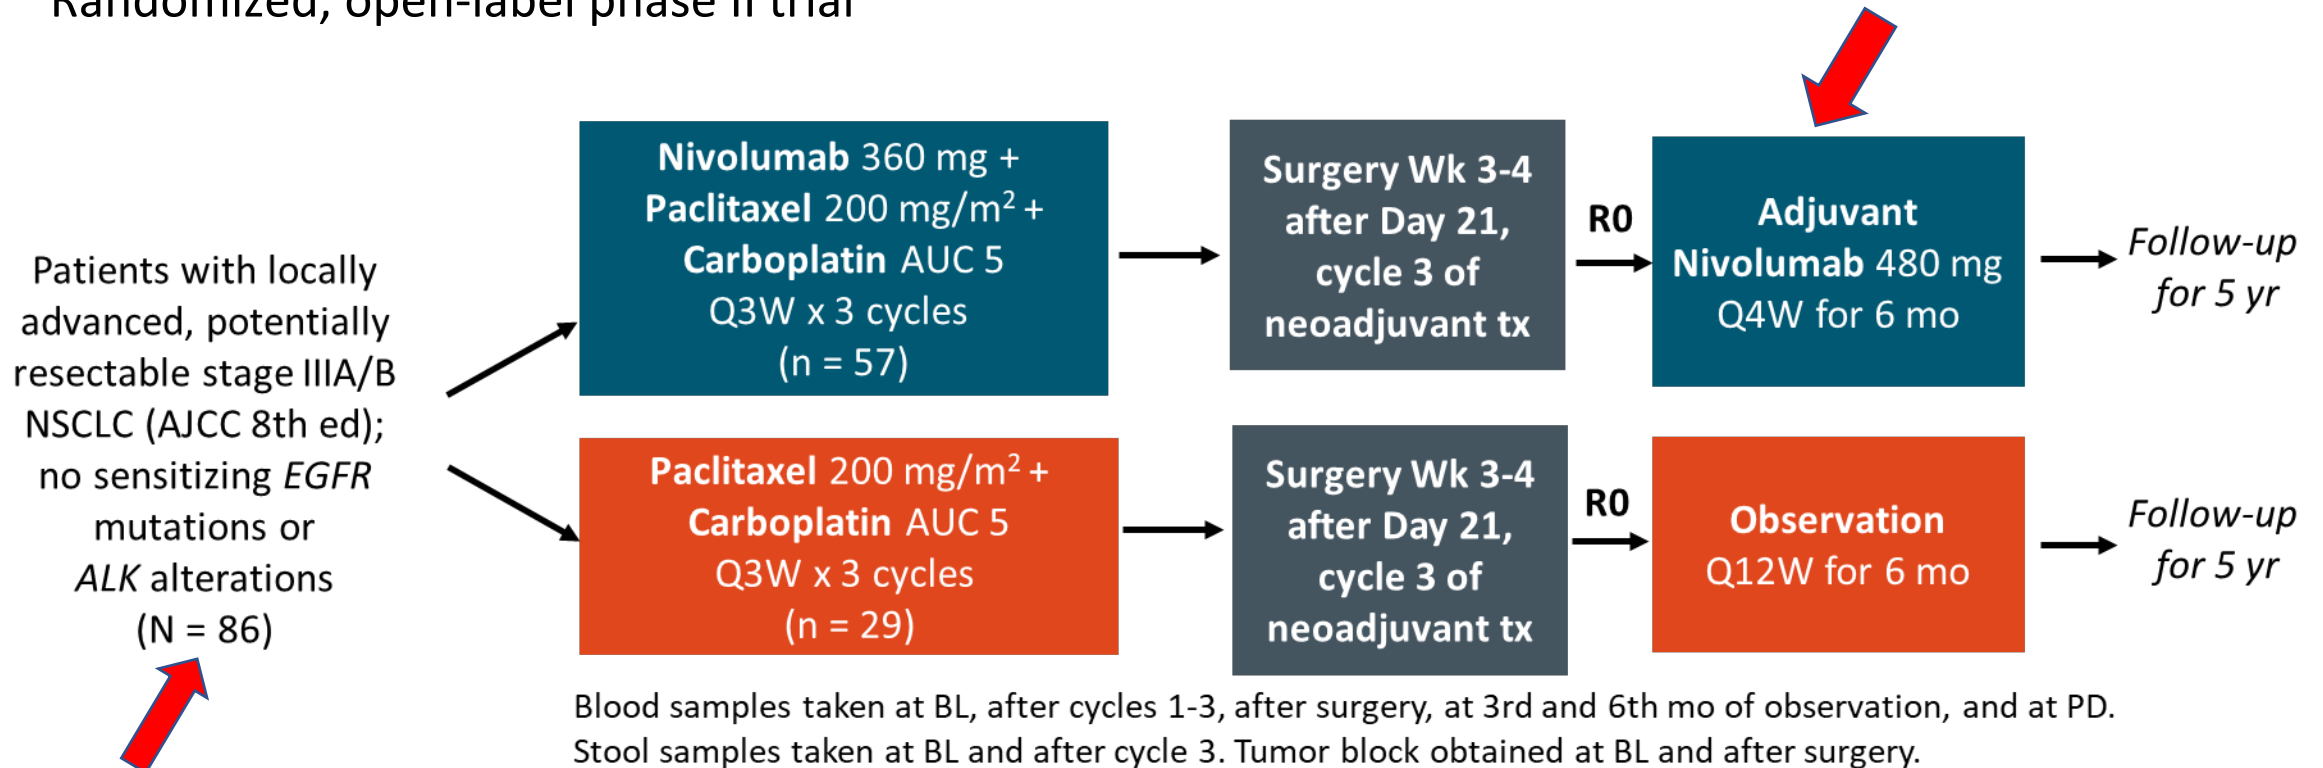 Randomized, open-label phase II trial
Patients with locally
advanced, potentially
resectable stage IIIA/B
NSCLC (AJCC 8th ed);
no sensitizing EGFR
mutations or
ALK alterations
(N = 86)
Nivolumab 360 mg +
Paclitaxel 200 mg/m² +
Carboplatin AUC 5
Q3W x 3 cycles
(n = 57)
Surgery Wk 3-4
after Day 21,
cycle 3 of
neoadjuvant tx
R0
Adjuvant
Nivolumab 480 mg
Q4W for 6 mo
Follow-up
for 5 yr
Paclitaxel 200 mg/m² +
Carboplatin AUC 5
Q3W x 3 cycles
(n = 29)
Surgery Wk 3-4
after Day 21,
cycle 3 of
neoadjuvant tx
R0
Observation
Q12W for 6 mo
Follow-up
for 5 yr
Blood samples taken at BL, after cycles 1-3, after surgery, at 3rd and 6th mo of observation, and at PD.
Stool samples taken at BL and after cycle 3. Tumor block obtained at BL and after surgery.